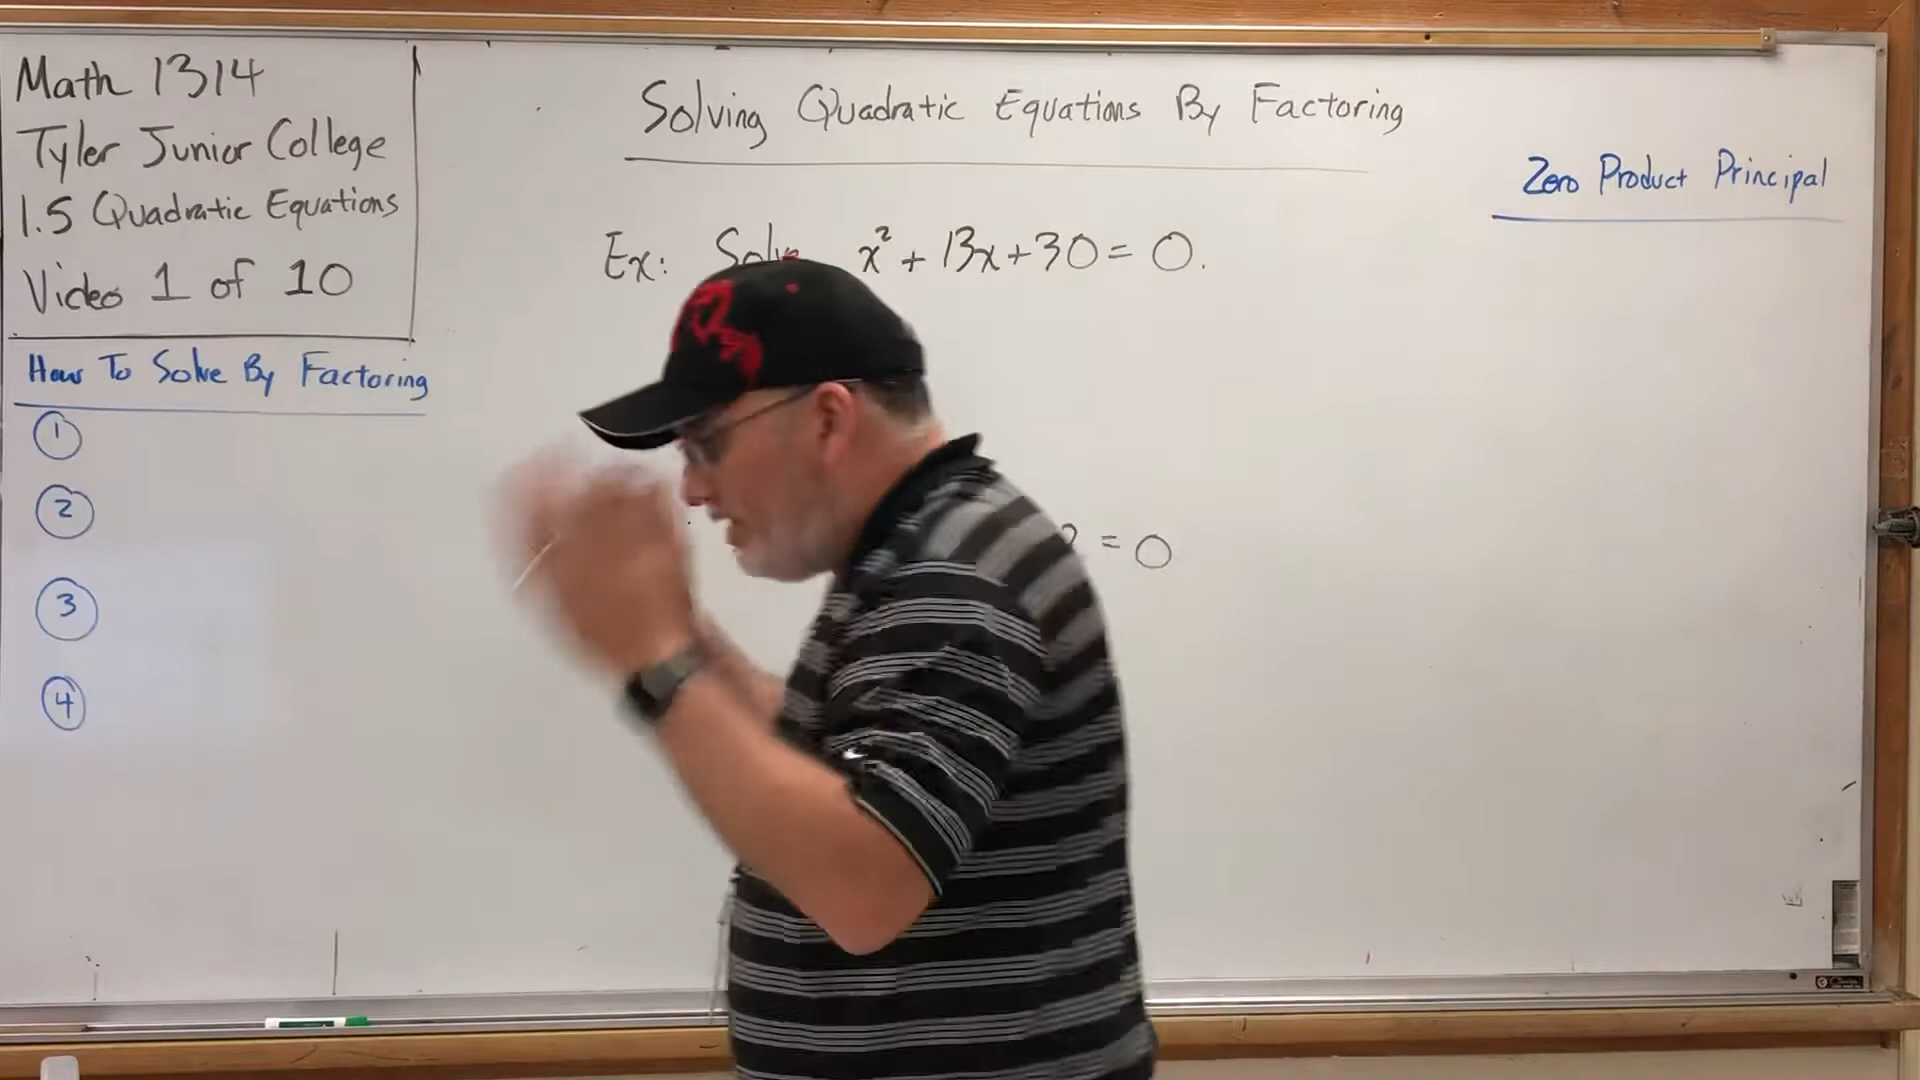 Math 1314
Tyler Junior College
1.5 Quadratic Equations
Video 1 of 10
How To Solve By Factoring
1
2
3
4
Solving Quadratic Equations By Factoring
Ex: Solve x² + 13x + 30 = 0.
= 0
Zero Product Principal